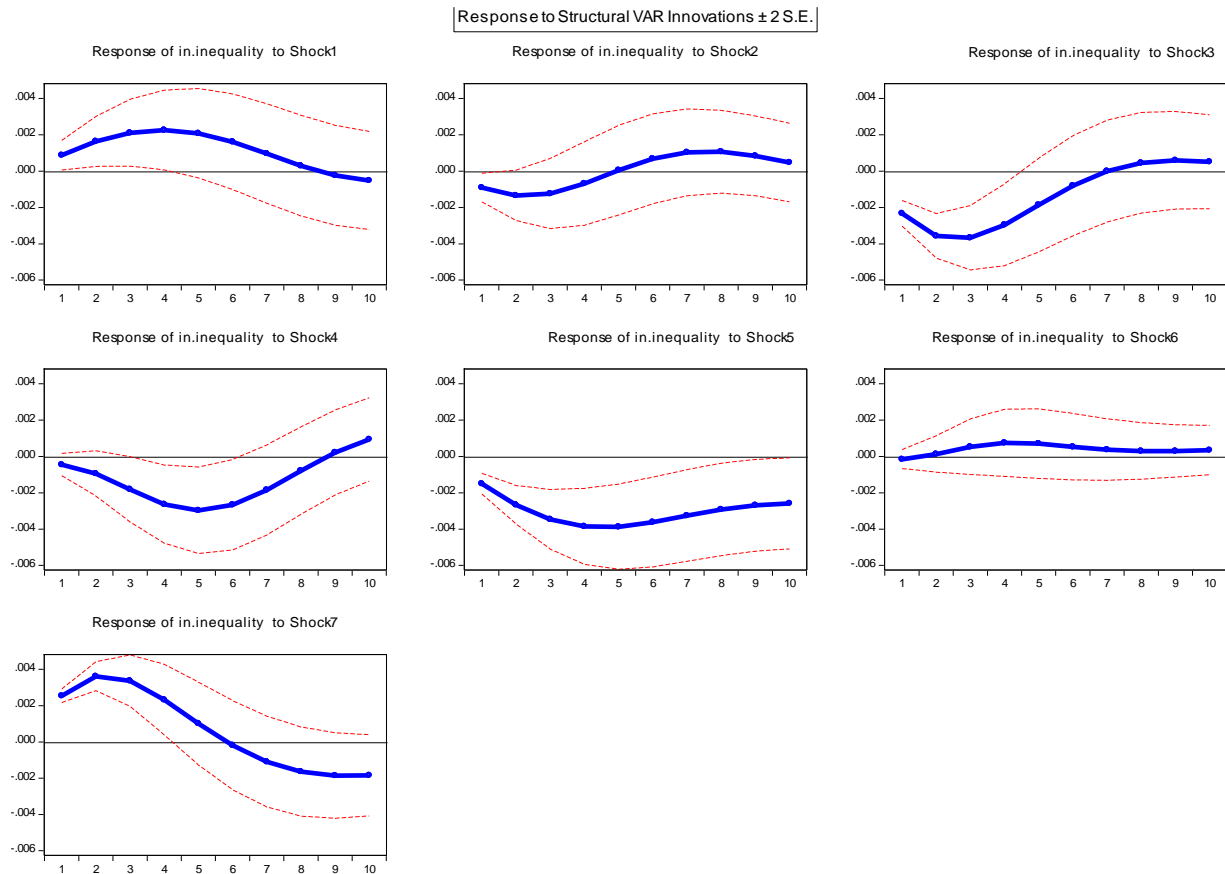 Response to Structural VAR Innovations ± 2 S.E.
Response of in.inequality to Shock1
.004
.002
.000
-.002
-.004
-.006
1 2 3 4 5 6 7 8 9 10
Response of in.inequality to Shock2
.004
.002
.000
-.002
-.004
-.006
1 2 3 4 5 6 7 8 9 10
Response of in.inequality to Shock3
.004
.002
.000
-.002
-.004
-.006
1 2 3 4 5 6 7 8 9 10
Response of in.inequality to Shock4
.004
.002
.000
-.002
-.004
-.006
1 2 3 4 5 6 7 8 9 10
Response of in.inequality to Shock5
.004
.002
.000
-.002
-.004
-.006
1 2 3 4 5 6 7 8 9 10
Response of in.inequality to Shock6
.004
.002
.000
-.002
-.004
-.006
1 2 3 4 5 6 7 8 9 10
Response of in.inequality to Shock7
.004
.002
.000
-.002
-.004
-.006
1 2 3 4 5 6 7 8 9 10